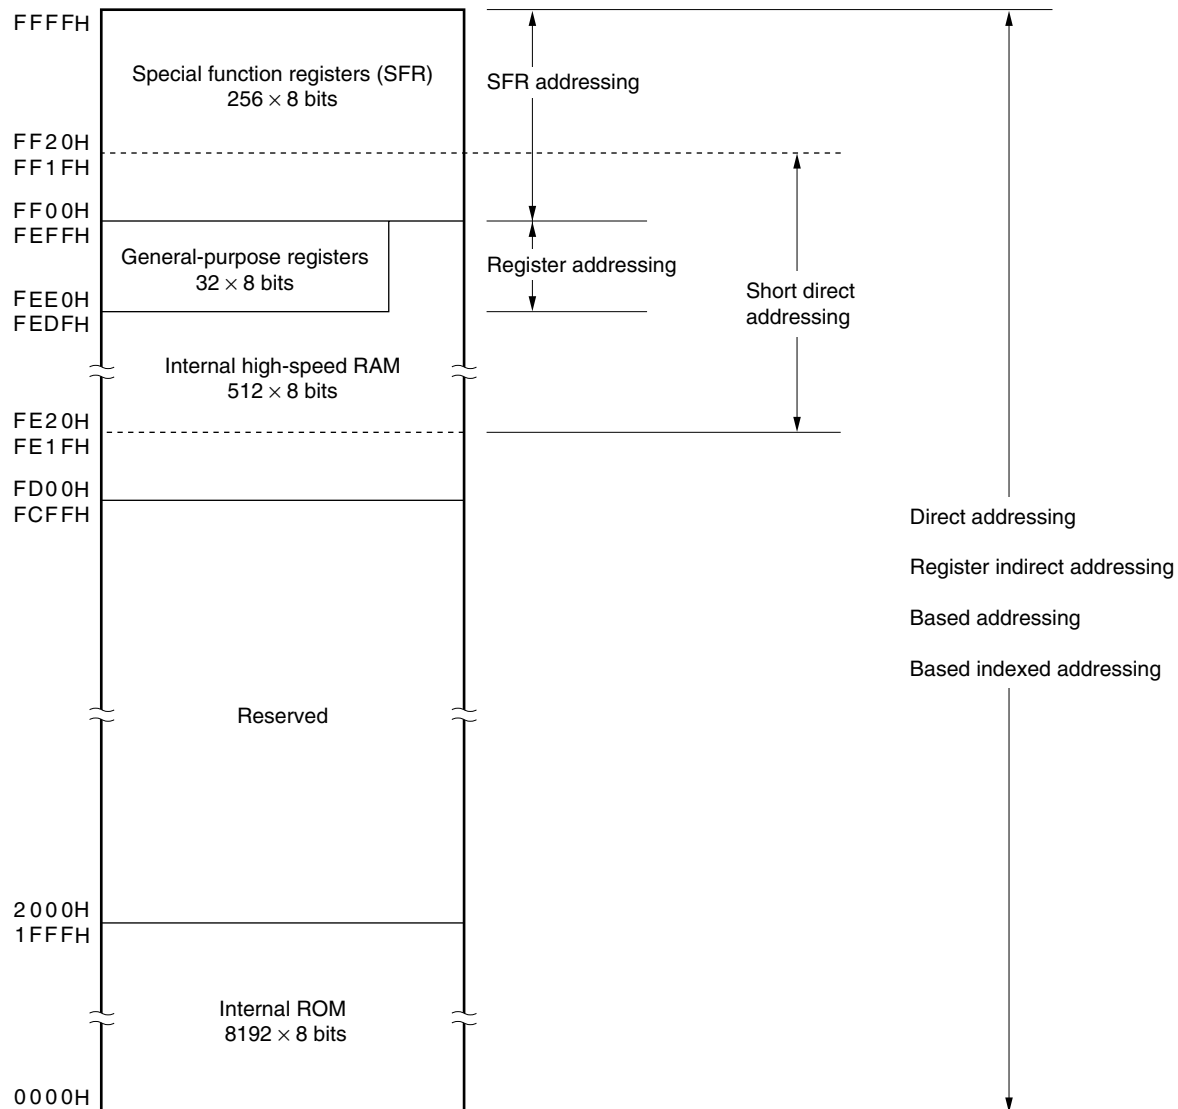 FFFFH
Special function registers (SFR)
256 × 8 bits
SFR addressing
FF20H
FF1FH
FF00H
FEFFH
General-purpose registers
32 × 8 bits
Register addressing
Short direct
addressing
FEE0H
FEDFH
Internal high-speed RAM
512 × 8 bits
FE20H
FE1FH
FD00H
FCFFH
Direct addressing
Register indirect addressing
Based addressing
Based indexed addressing
Reserved
2000H
1FFFH
Internal ROM
8192 × 8 bits
0000H